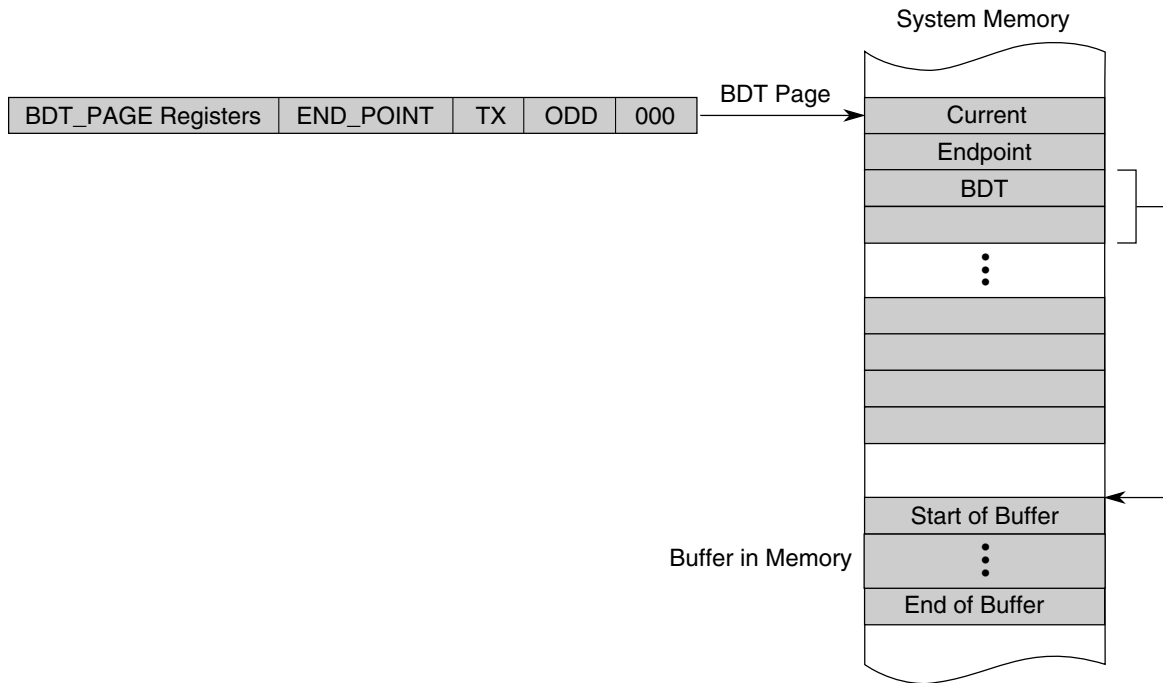 System Memory
BDT_PAGE Registers END_POINT TX ODD 000
BDT Page
Current
Endpoint
BDT
Start of Buffer
Buffer in Memory
End of Buffer